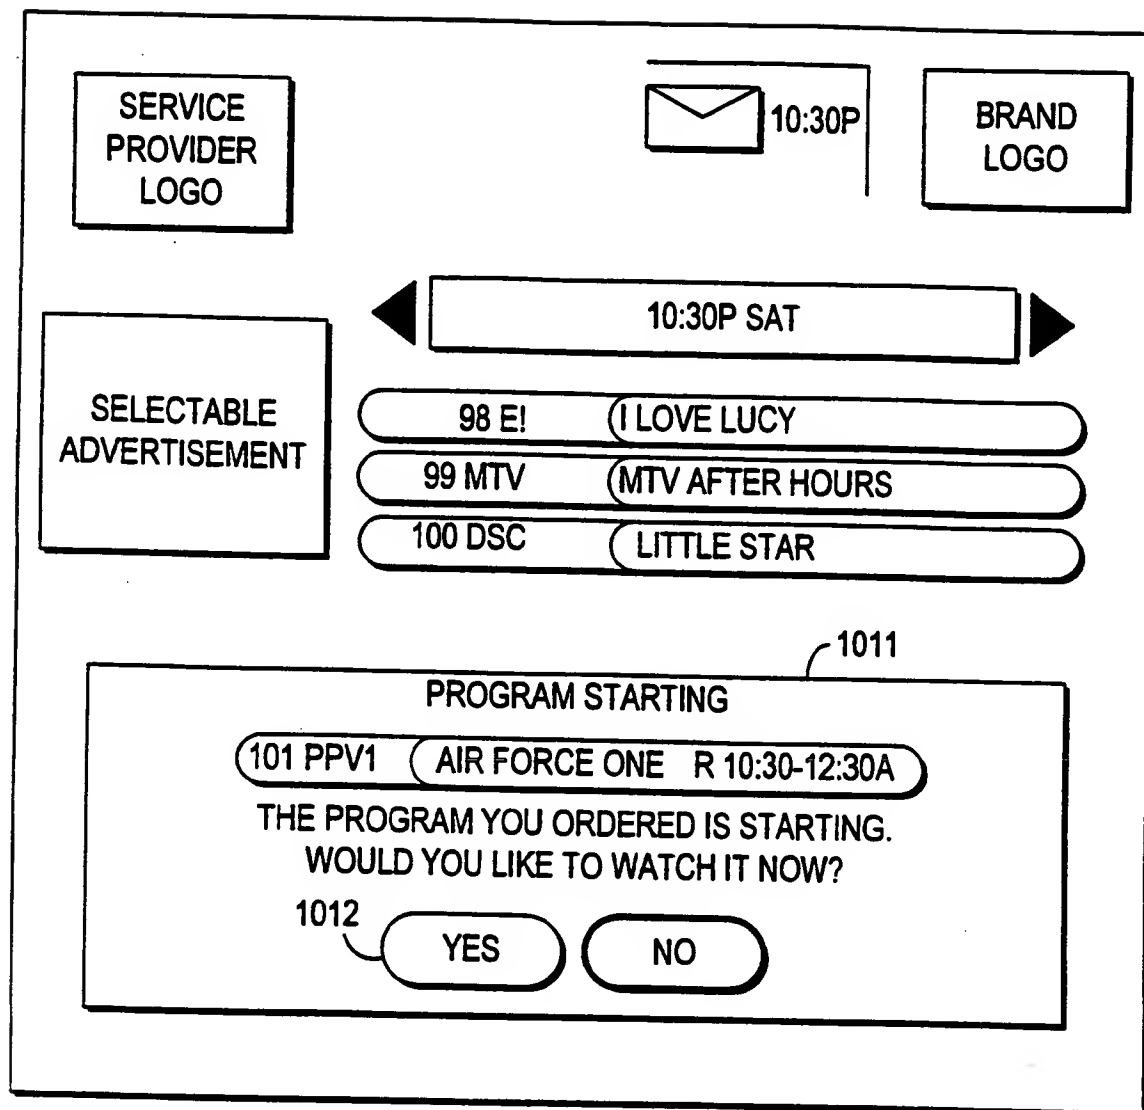 SERVICE
PROVIDER
LOGO
10:30P
BRAND
LOGO
10:30P SAT
SELECTABLE
ADVERTISEMENT
98 E! I LOVE LUCY
99 MTV MTV AFTER HOURS
100 DSC LITTLE STAR
1011
PROGRAM STARTING
101 PPV1 AIR FORCE ONE R 10:30-12:30A
THE PROGRAM YOU ORDERED IS STARTING.
WOULD YOU LIKE TO WATCH IT NOW?
1012
YES NO